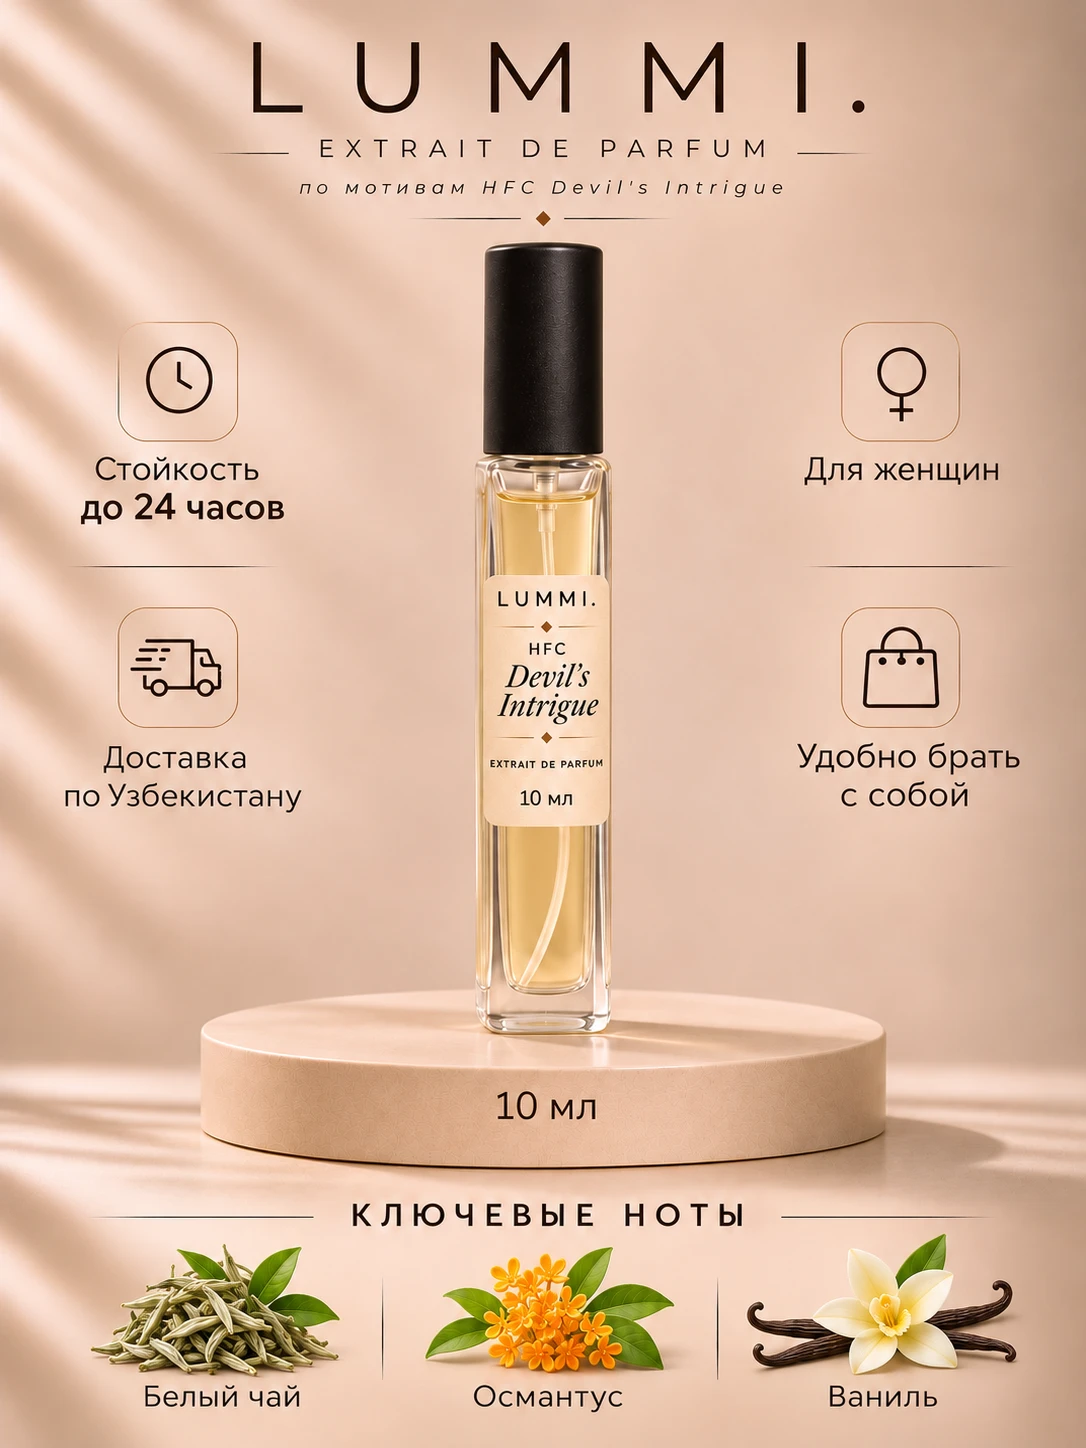 LUMMI.
EXTRAIT DE PARFUM
по мотивам HFC Devil's Intrigue
Стойкость
до 24 часов
Для женщин
Доставка
по Узбекистану
Удобно брать
с собой
LUMMI.
HFC
Devil's
Intrigue
EXTRAIT DE PARFUM
10 мл
10 мл
КЛЮЧЕВЫЕ НОТЫ
Белый чай
Османтус
Ваниль